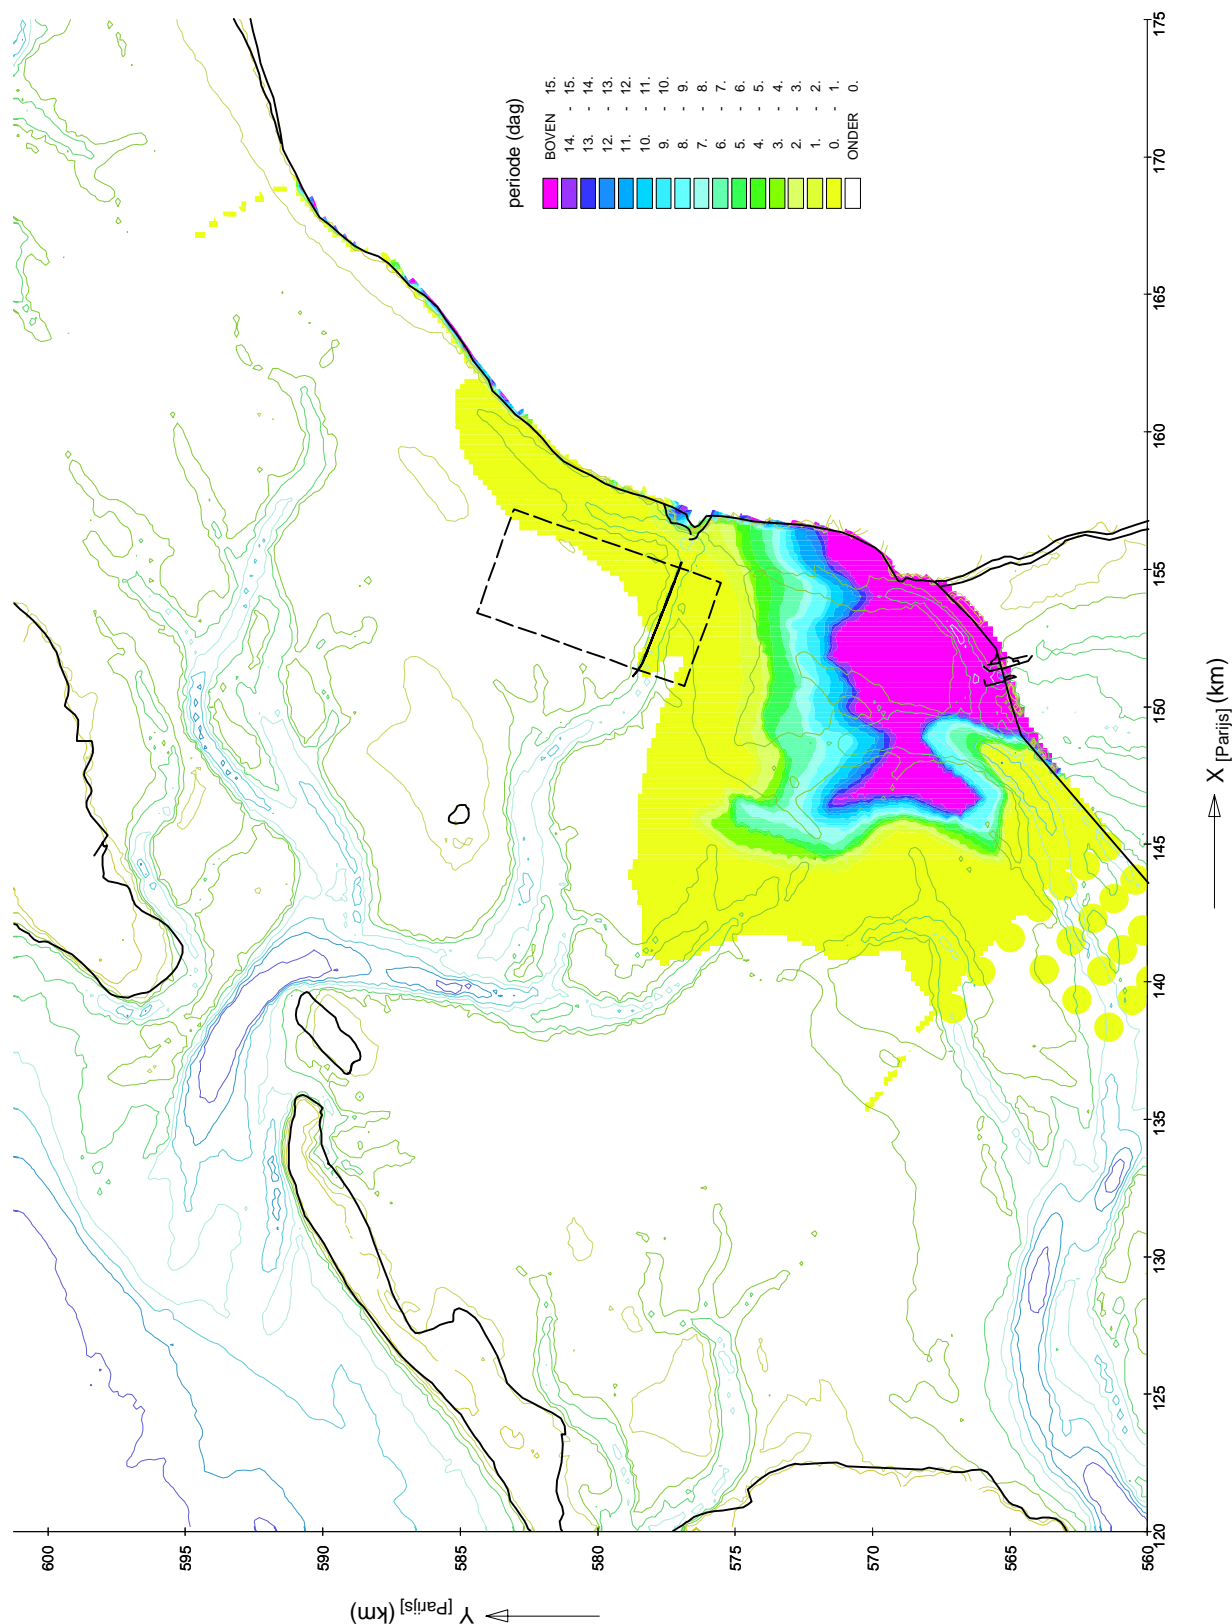 periode (dag)
BOVEN 15.
14. - 15.
13. - 14.
12. - 13.
11. - 12.
10. - 11.
9. - 10.
8. - 9.
7. - 8.
6. - 7.
5. - 6.
4. - 5.
3. - 4.
2. - 3.
1. - 2.
0. - 1.
ONDER 0.
120 125 130 135 140 145 150 155 160 165 170 175
X [Parijs] (km)
600 595 590 585 580 575 570 565 560
Y [Parijs] (km)